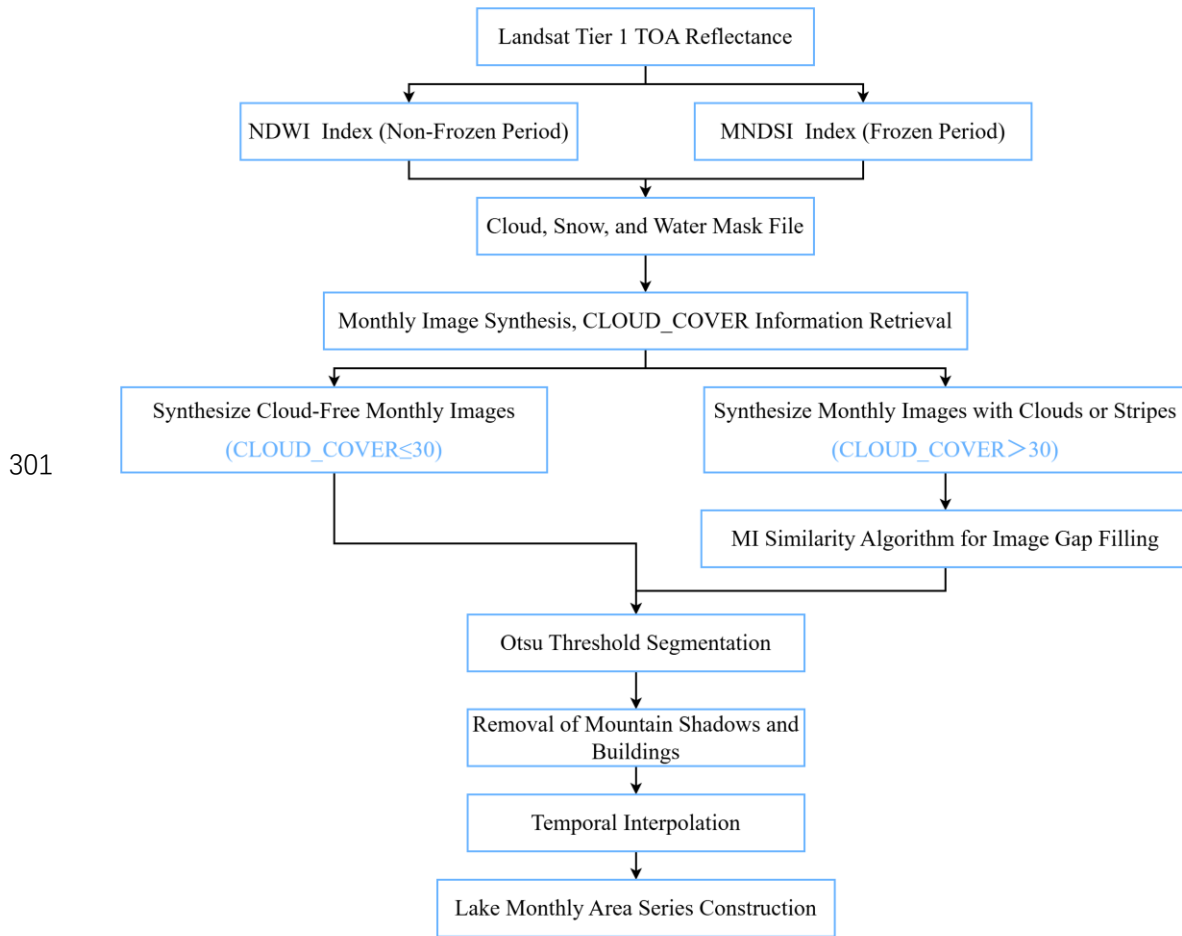 Landsat Tier 1 TOA Reflectance
NDWI Index (Non-Frozen Period)
MNDSI Index (Frozen Period)
Cloud, Snow, and Water Mask File
Monthly Image Synthesis, CLOUD_COVER Information Retrieval
Synthesize Cloud-Free Monthly Images
(CLOUD_COVER≤30)
Synthesize Monthly Images with Clouds or Stripes
(CLOUD_COVER>30)
301
MI Similarity Algorithm for Image Gap Filling
Otsu Threshold Segmentation
Removal of Mountain Shadows and
Buildings
Temporal Interpolation
Lake Monthly Area Series Construction